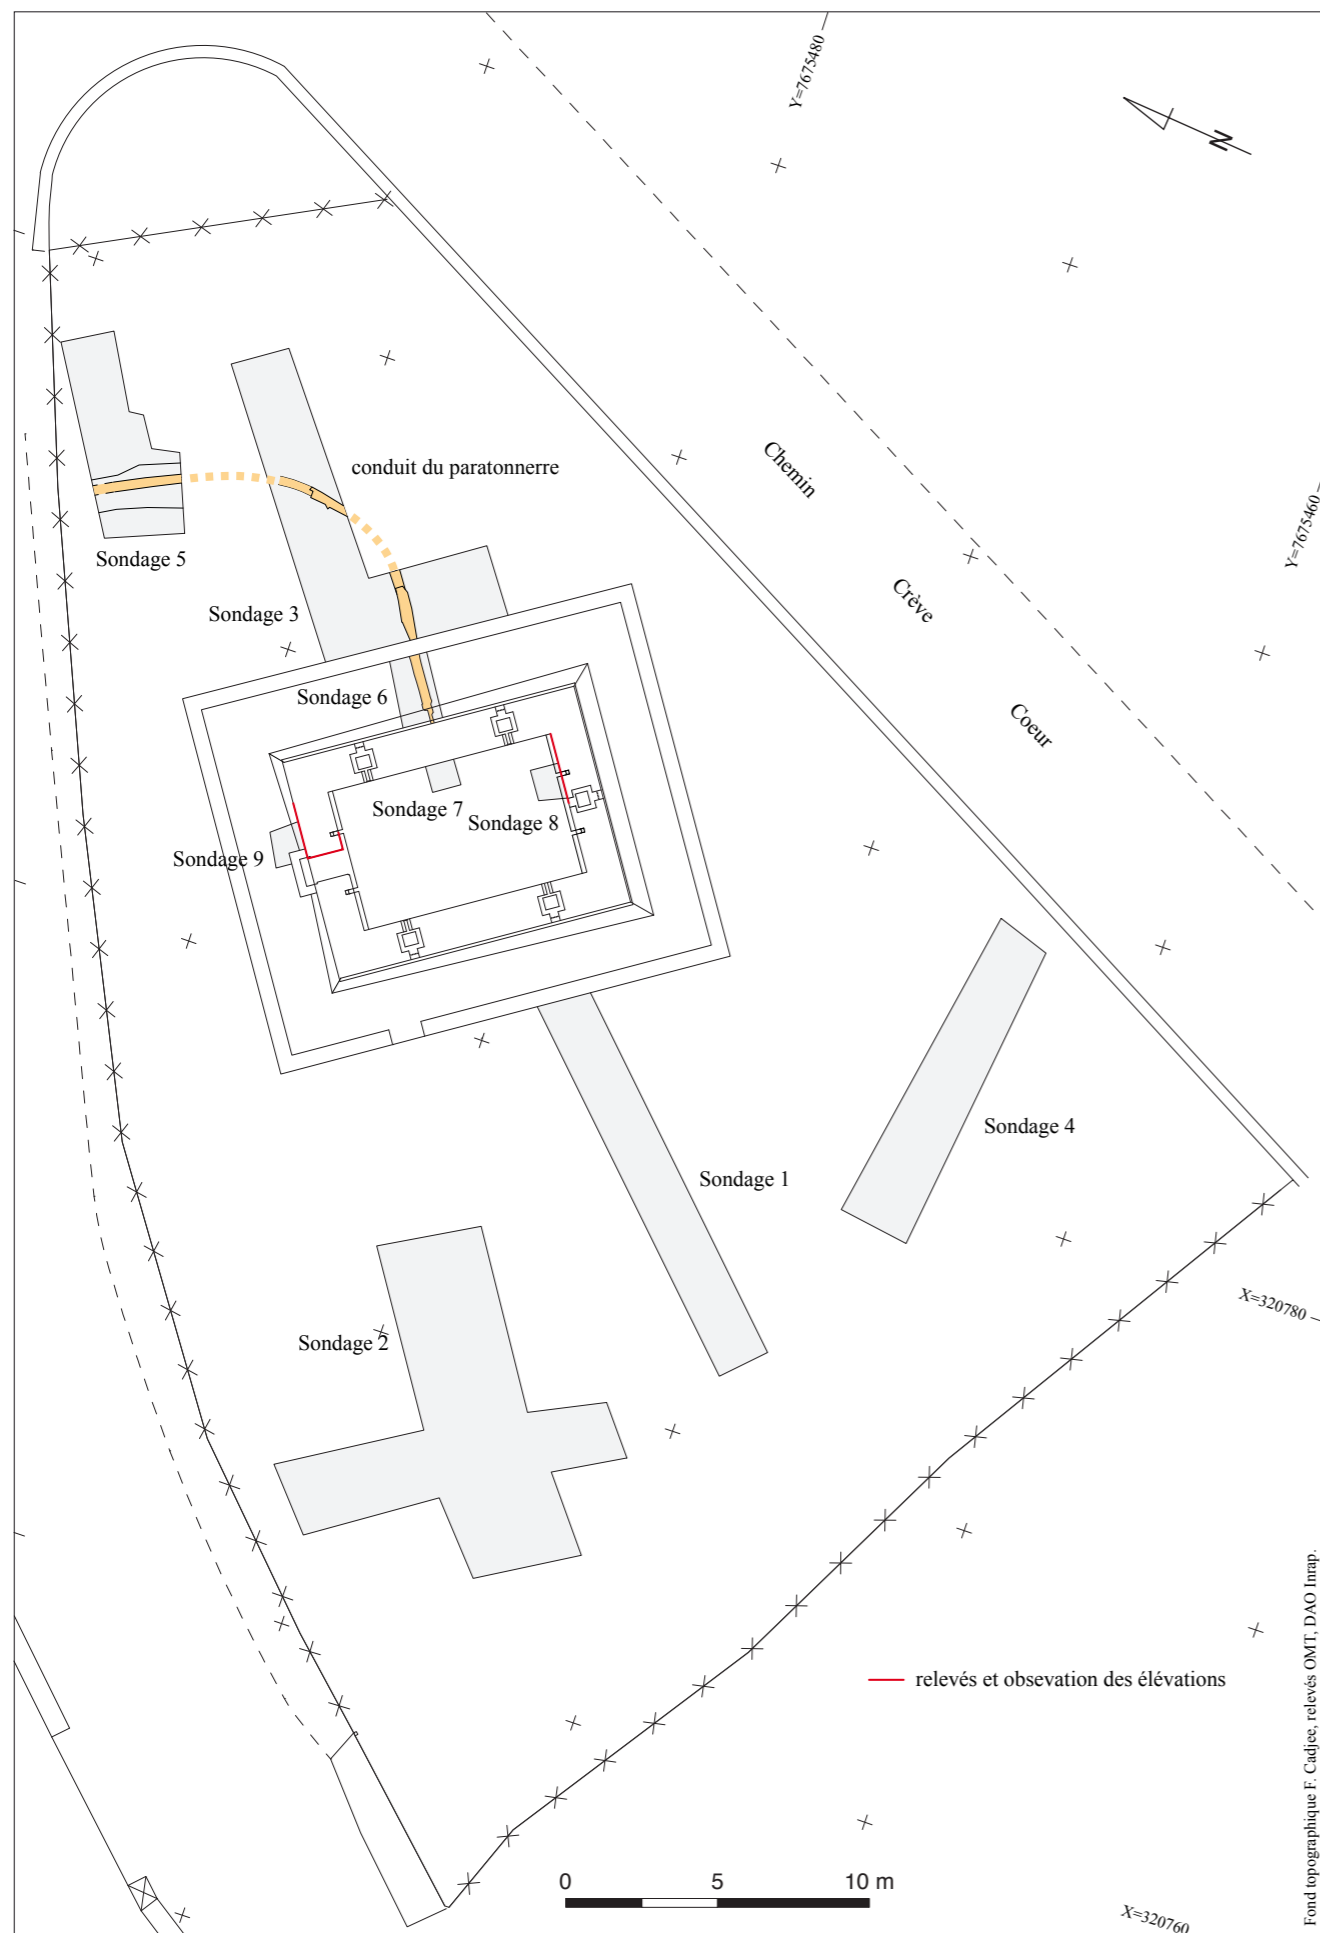 Y=7675480
N
Chemin
conduit du paratonnerre
Y=7675460
Sondage 5
Crève
Sondage 3
Sondage 6
Coeur
Sondage 7
Sondage 8
Sondage 9
Sondage 4
Sondage 1
X=320780
Sondage 2
relevés et obsevation des élévations
0 5 10 m
X=320760
Fond topographique F. Cadjee, relevés OMT, DAO Inrap.